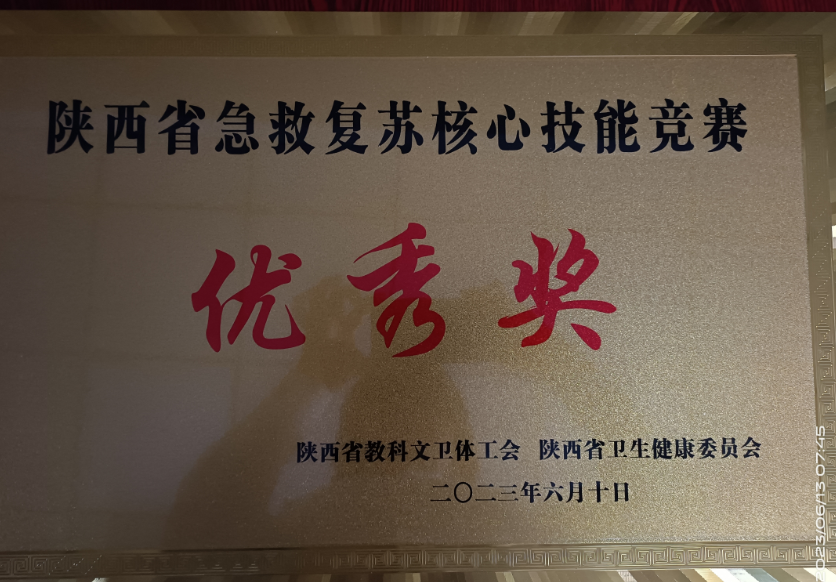 陕西省急救复苏核心技能竞赛
优秀奖
陕西省教科文卫体工会 陕西省卫生健康委员会
二〇二三年六月十日
2023/06/13 07:45